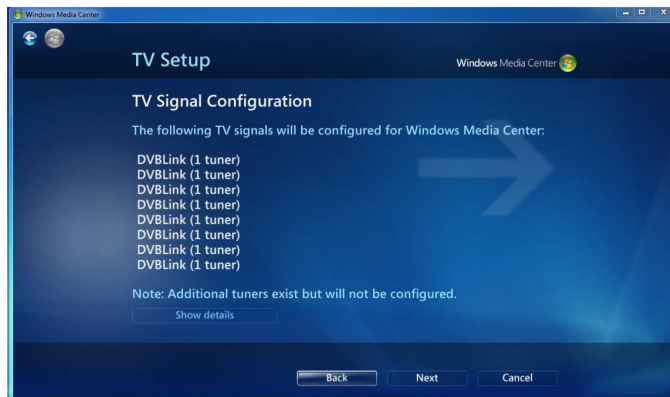 Windows Media Center
TV Setup
Windows Media Center
TV Signal Configuration
The following TV signals will be configured for Windows Media Center:
DVBLink (1 tuner)
DVBLink (1 tuner)
DVBLink (1 tuner)
DVBLink (1 tuner)
DVBLink (1 tuner)
DVBLink (1 tuner)
DVBLink (1 tuner)
DVBLink (1 tuner)
Note: Additional tuners exist but will not be configured.
Show details
Back Next Cancel